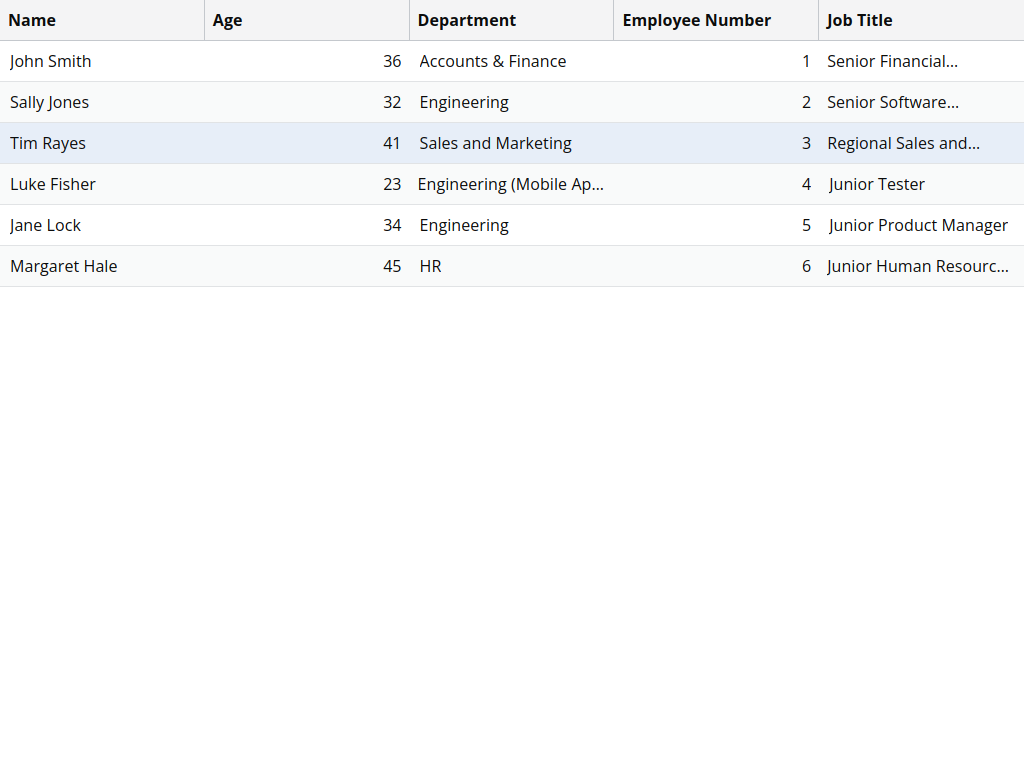 Name Age Department Employee Number Job Title
John Smith 36 Accounts & Finance 1 Senior Financial...
Sally Jones 32 Engineering 2 Senior Software...
Tim Rayes 41 Sales and Marketing 3 Regional Sales and...
Luke Fisher 23 Engineering (Mobile Ap... 4 Junior Tester
Jane Lock 34 Engineering 5 Junior Product Manager
Margaret Hale 45 HR 6 Junior Human Resourc...